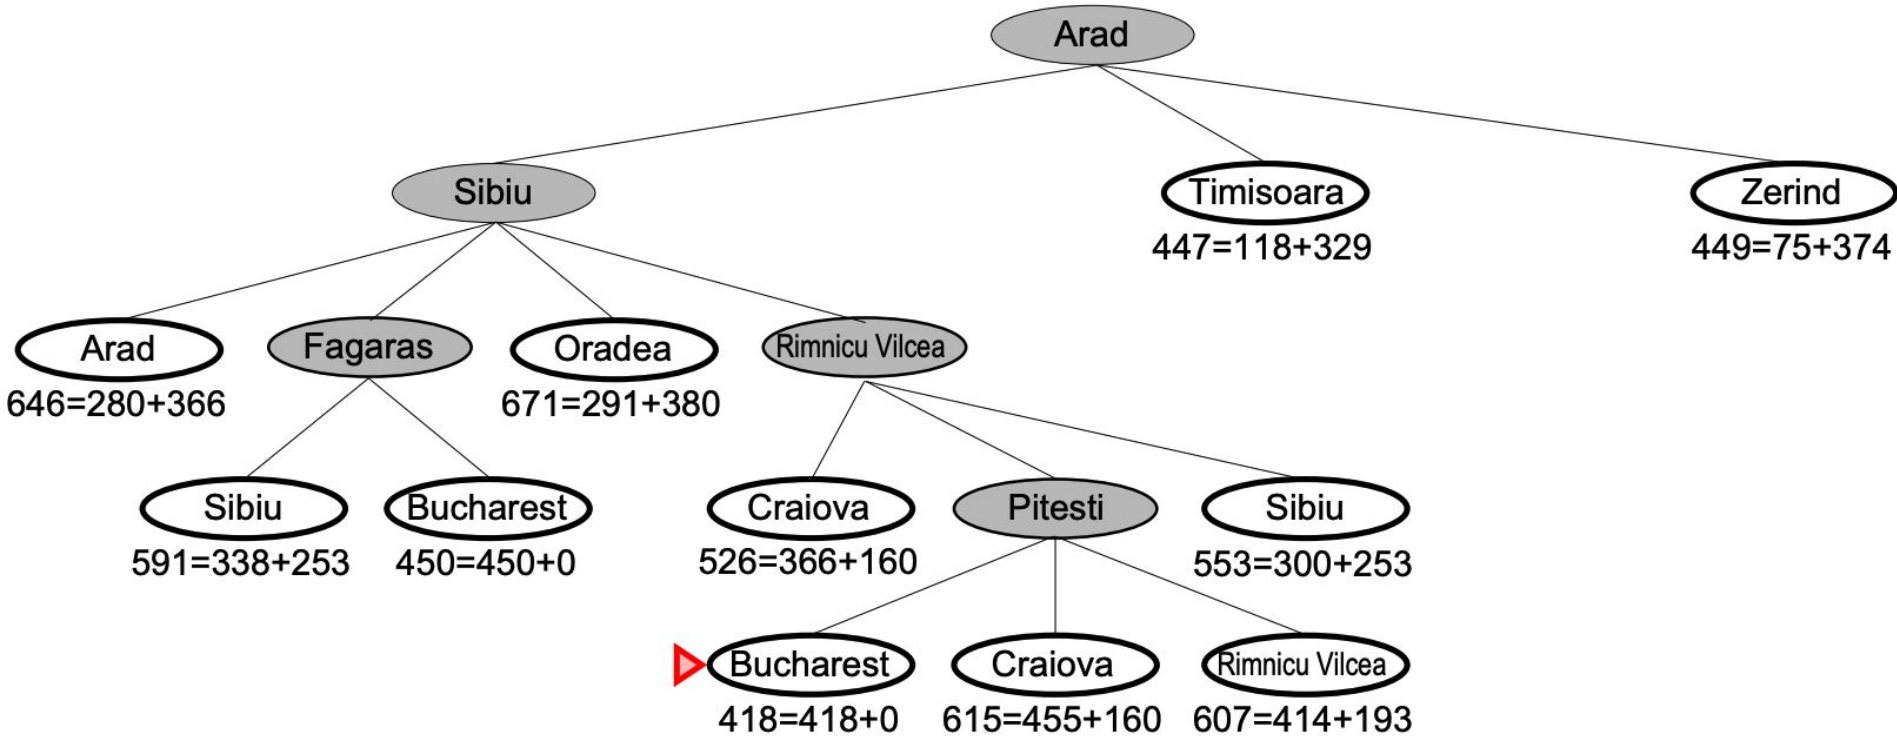 Arad
Sibiu
Timisoara
Zerind
447=118+329
449=75+374
Arad
Fagaras
Oradea
Rimnicu Vilcea
646=280+366
671=291+380
Sibiu
Bucharest
Craiova
Pitesti
Sibiu
591=338+253
450=450+0
526=366+160
553=300+253
Bucharest
Craiova
Rimnicu Vilcea
418=418+0
615=455+160
607=414+193